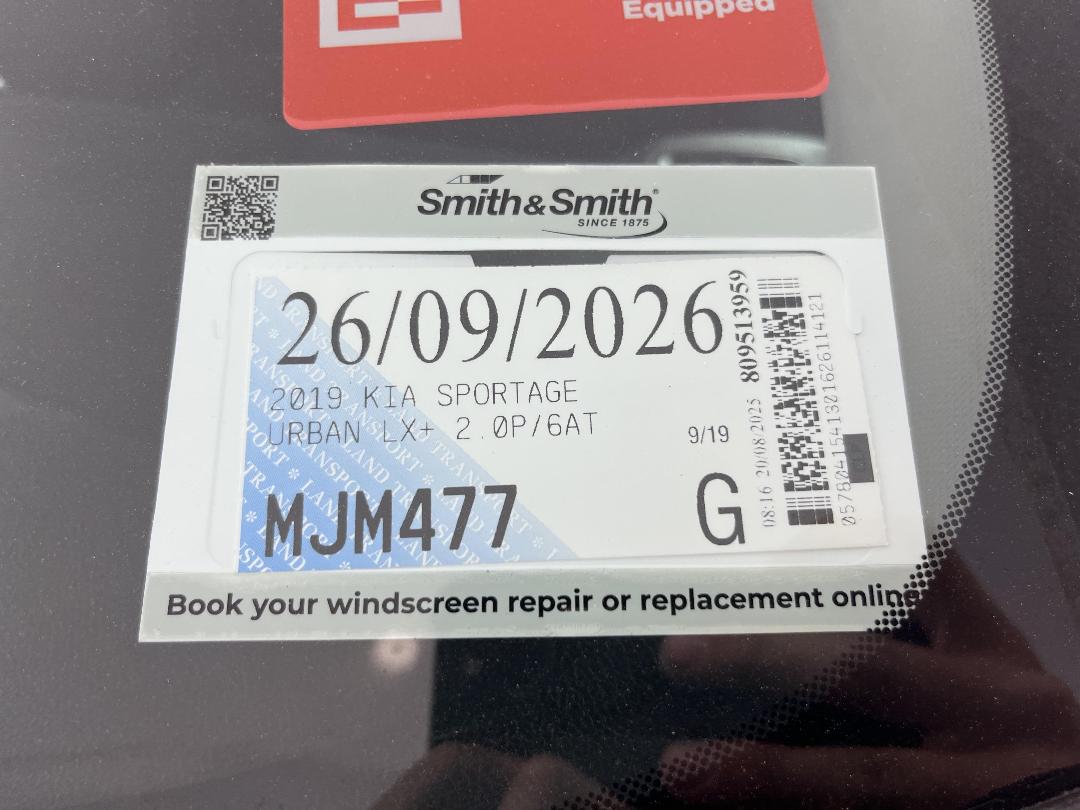 Equipped
Smith&Smith®
SINCE 1875
26/09/2026
2019 KIA SPORTAGE
URBAN LX+ 2.0P/6AT
9/19
MJM477
G
809513959
08:16 20/08/2025
Book your windscreen repair or replacement online